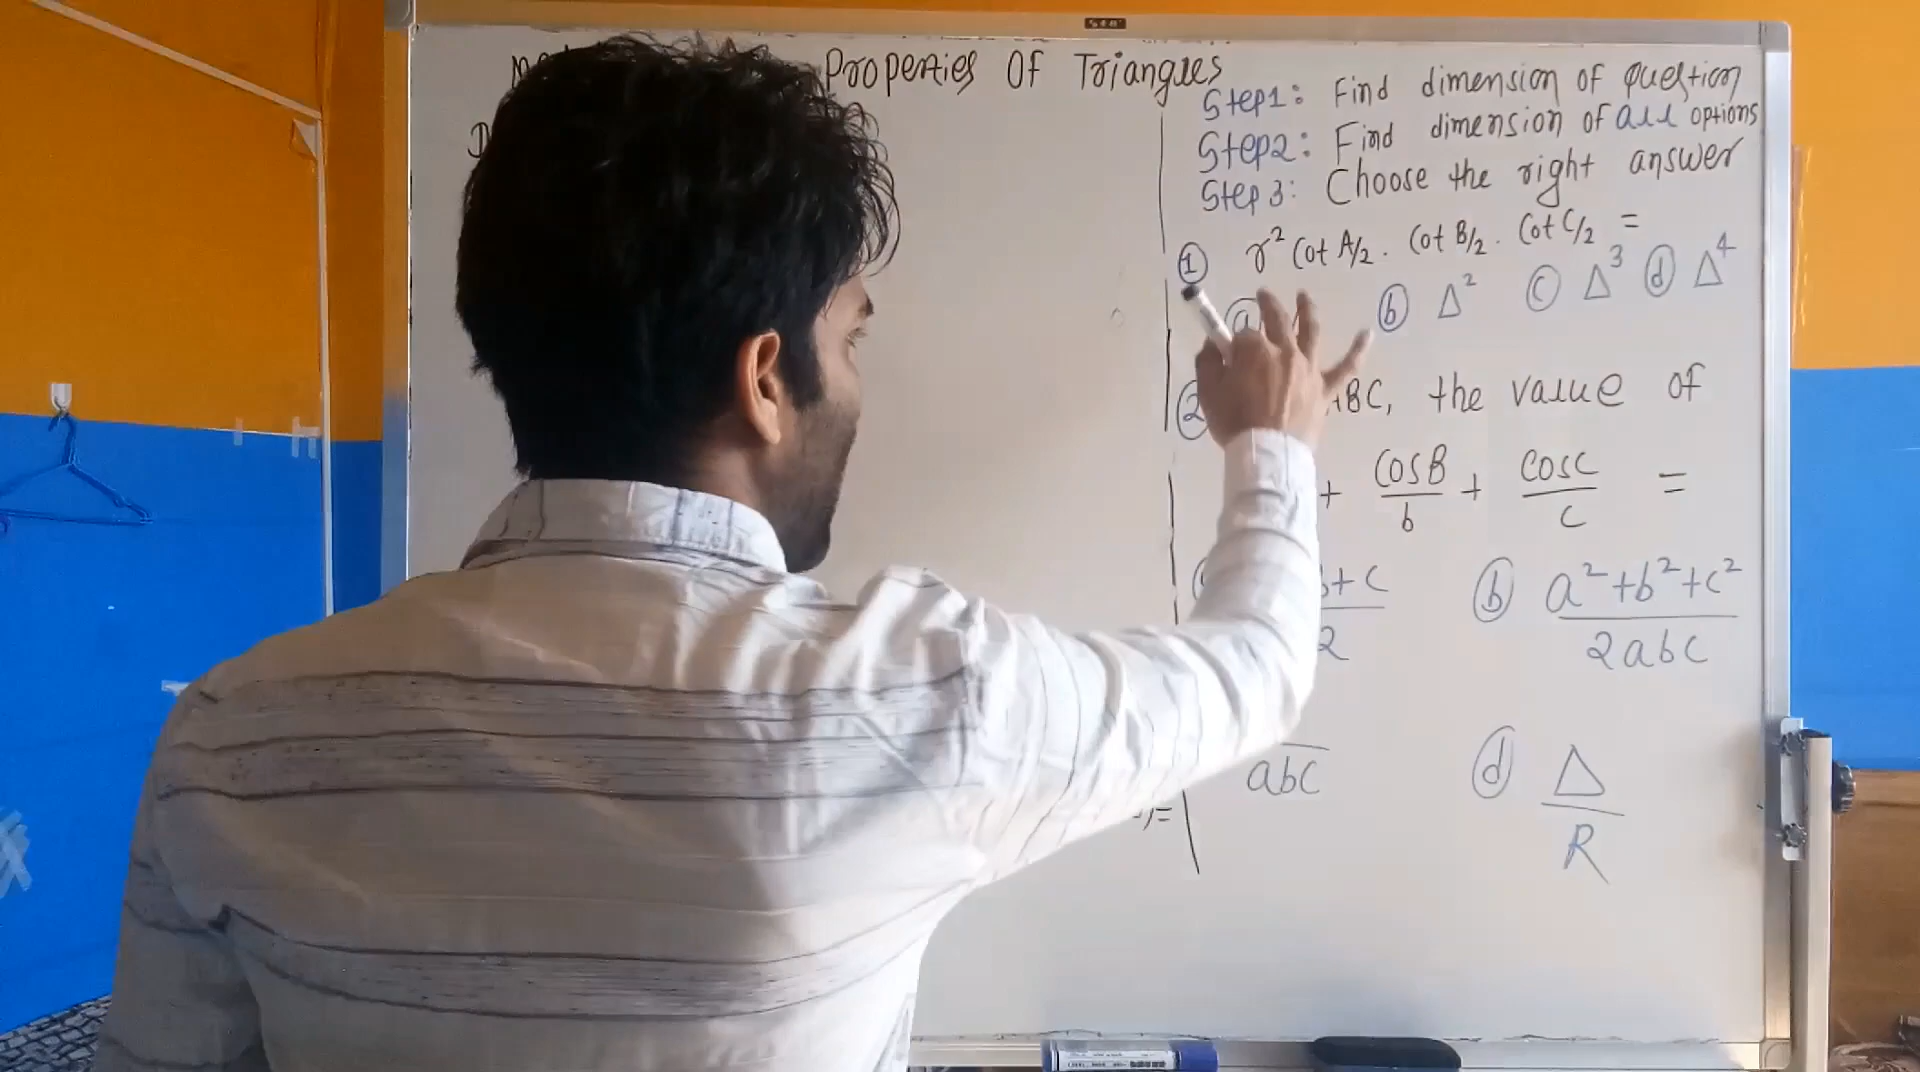 Properties Of Triangles
Step1: Find dimension of question
Step2: Find dimension of all options
Step 3: Choose the right answer
① r² Cot A/2 . Cot B/2 . Cot C/2 =
ⓐ ⓑ Δ² ⓒ Δ³ ⓓ Δ⁴
② ABC, the value of
+ CosB/b + CosC/c =
b+c/2 ⓑ a²+b²+c²/2abc
abc ⓓ Δ/R